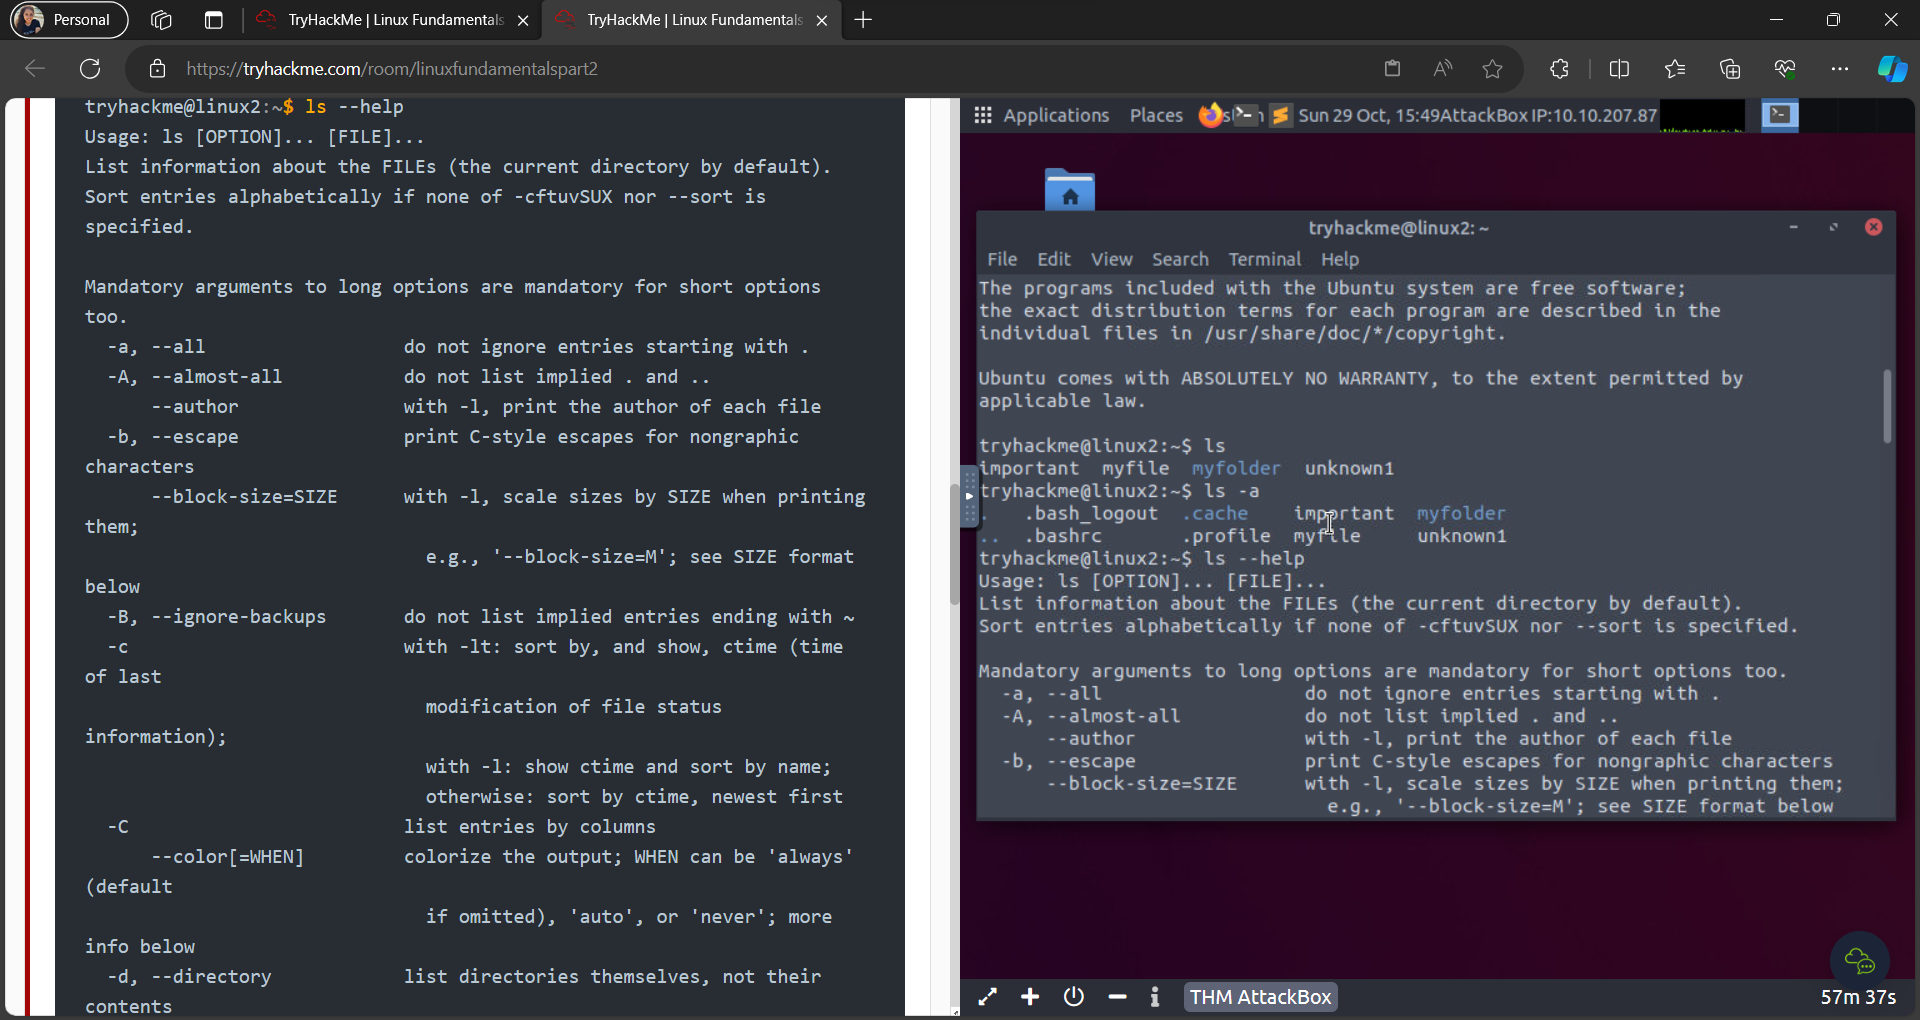 Personal
TryHackMe | Linux Fundamentals
TryHackMe | Linux Fundamentals
https://tryhackme.com/room/linuxfundamentalspart2
tryhackme@linux2:~$ ls --help
Usage: ls [OPTION]... [FILE]...
List information about the FILEs (the current directory by default).
Sort entries alphabetically if none of -cftuvSUX nor --sort is
specified.
Mandatory arguments to long options are mandatory for short options
too.
-a, --all do not ignore entries starting with .
-A, --almost-all do not list implied . and ..
--author with -l, print the author of each file
-b, --escape print C-style escapes for nongraphic
characters
--block-size=SIZE with -l, scale sizes by SIZE when printing
them;
e.g., '--block-size=M'; see SIZE format
below
-B, --ignore-backups do not list implied entries ending with ~
-c with -lt: sort by, and show, ctime (time
of last
modification of file status
information);
with -l: show ctime and sort by name;
otherwise: sort by ctime, newest first
-C list entries by columns
--color[=WHEN] colorize the output; WHEN can be 'always'
(default
if omitted), 'auto', or 'never'; more
info below
-d, --directory list directories themselves, not their
contents
Applications Places Sun 29 Oct, 15:49 AttackBox IP:10.10.207.87
tryhackme@linux2: ~
File Edit View Search Terminal Help
The programs included with the Ubuntu system are free software;
the exact distribution terms for each program are described in the
individual files in /usr/share/doc/*/copyright.
Ubuntu comes with ABSOLUTELY NO WARRANTY, to the extent permitted by
applicable law.
tryhackme@linux2:~$ ls
important myfile myfolder unknown1
tryhackme@linux2:~$ ls -a
. .bash_logout .cache important myfolder
.. .bashrc .profile myfile unknown1
tryhackme@linux2:~$ ls --help
Usage: ls [OPTION]... [FILE]...
List information about the FILEs (the current directory by default).
Sort entries alphabetically if none of -cftuvSUX nor --sort is specified.
Mandatory arguments to long options are mandatory for short options too.
-a, --all do not ignore entries starting with .
-A, --almost-all do not list implied . and ..
--author with -l, print the author of each file
-b, --escape print C-style escapes for nongraphic characters
--block-size=SIZE with -l, scale sizes by SIZE when printing them;
e.g., '--block-size=M'; see SIZE format below
THM AttackBox
57m 37s